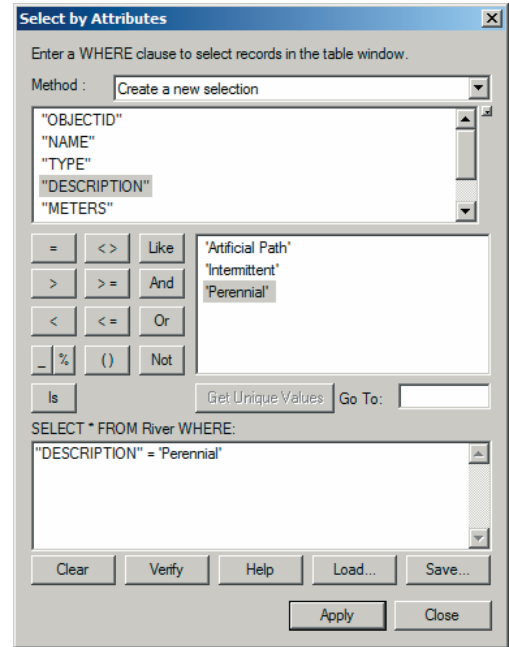 Select by Attributes
Enter a WHERE clause to select records in the table window.
Method : Create a new selection
"OBJECTID"
"NAME"
"TYPE"
"DESCRIPTION"
"METERS"
= < > Like
> > = And
< < = Or
_ % ( ) Not
Is
'Artificial Path'
'Intermittent'
'Perennial'
Get Unique Values Go To:
SELECT * FROM River WHERE:
"DESCRIPTION" = 'Perennial'
Clear Verify Help Load... Save...
Apply Close